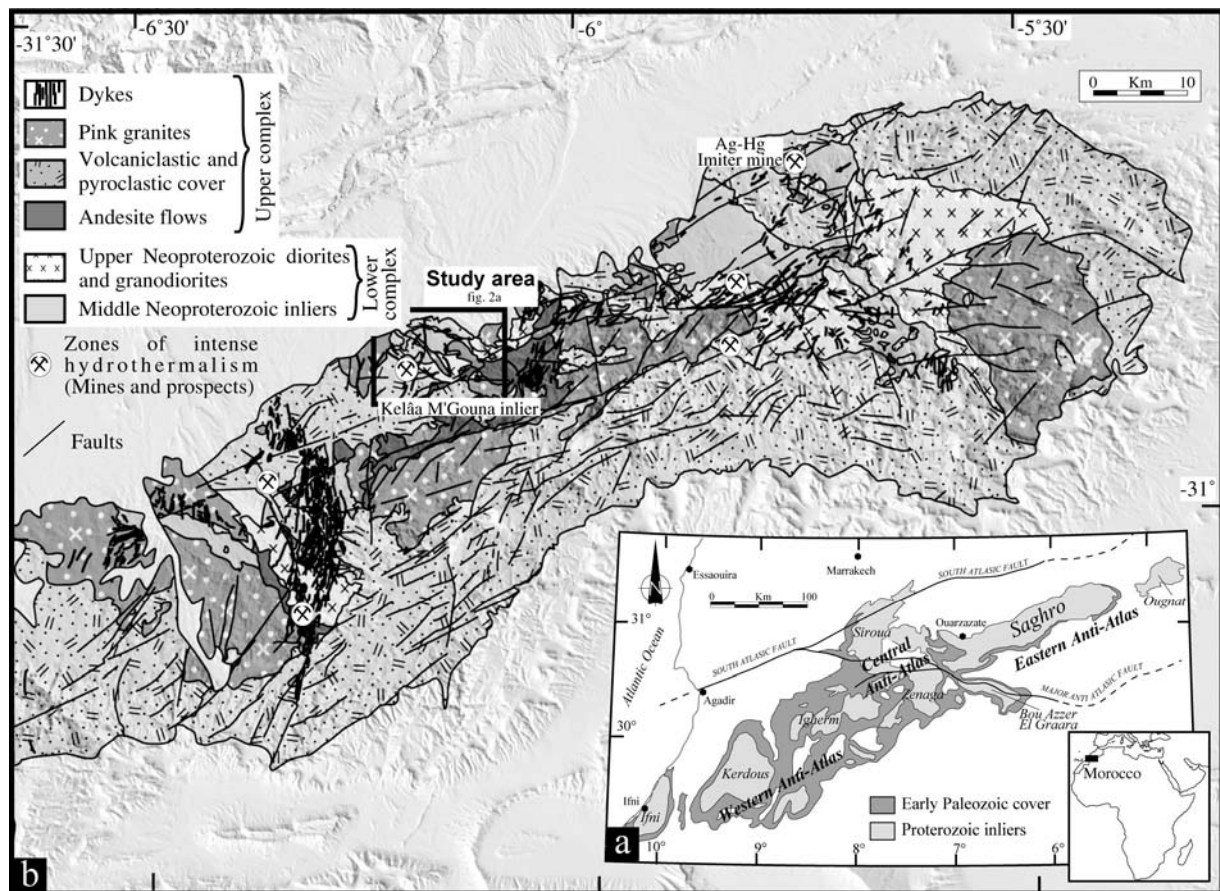 -6°30'
-6°
-5°30'
-31°30'
0 Km 10
Dykes
Pink granites
Volcaniclastic and
pyroclastic cover
Andesite flows
Upper complex
Upper Neoproterozoic diorites
and granodiorites
Middle Neoproterozoic inliers
Lower
complex
Zones of intense
hydrothermalism
(Mines and prospects)
Faults
Ag-Hg
Imiter mine
Study area
fig. 2a
Kelâa M'Gouna inlier
-31°
b
Essaouira
Marrakech
0 Km 100
N
SOUTH ATLASIC FAULT
Ougnat
31°
Siroua
Ouarzazate
Saghro
Atlantic Ocean
SOUTH ATLASIC FAULT
Central
Anti-Atlas
Eastern Anti-Atlas
Agadir
Zenaga
MAJOR ANTI ATLASIC FAULT
Bou Azzer
El Graara
30°
Igherm
Kerdous
Western Anti-Atlas
Ifni
Ifni
Early Paleozoic cover
Proterozoic inliers
Morocco
a
10°
9°
8°
7°
6°